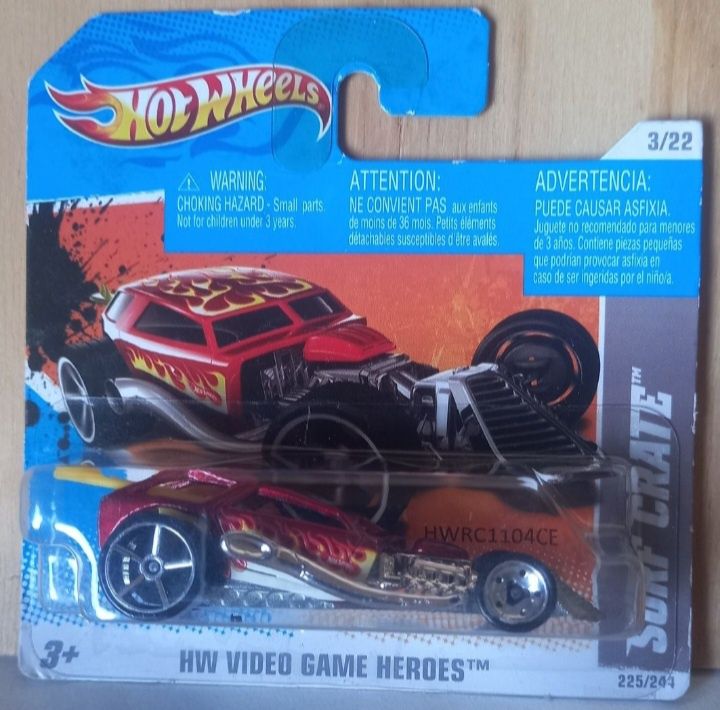 HOT WHEELS
3/22
WARNING:
CHOKING HAZARD - Small parts.
Not for children under 3 years.
ATTENTION:
NE CONVIENT PAS aux enfants
de moins de 36 mois. Petits éléments
détachables susceptibles d'être avalés.
ADVERTENCIA:
PUEDE CAUSAR ASFIXIA.
Juguete no recomendado para menores
de 3 años. Contiene piezas pequeñas
que podrían provocar asfixia en
caso de ser ingeridas por el niño/a.
SURF CRATE™
HWRC1104CE
3+
HW VIDEO GAME HEROES™
225/244